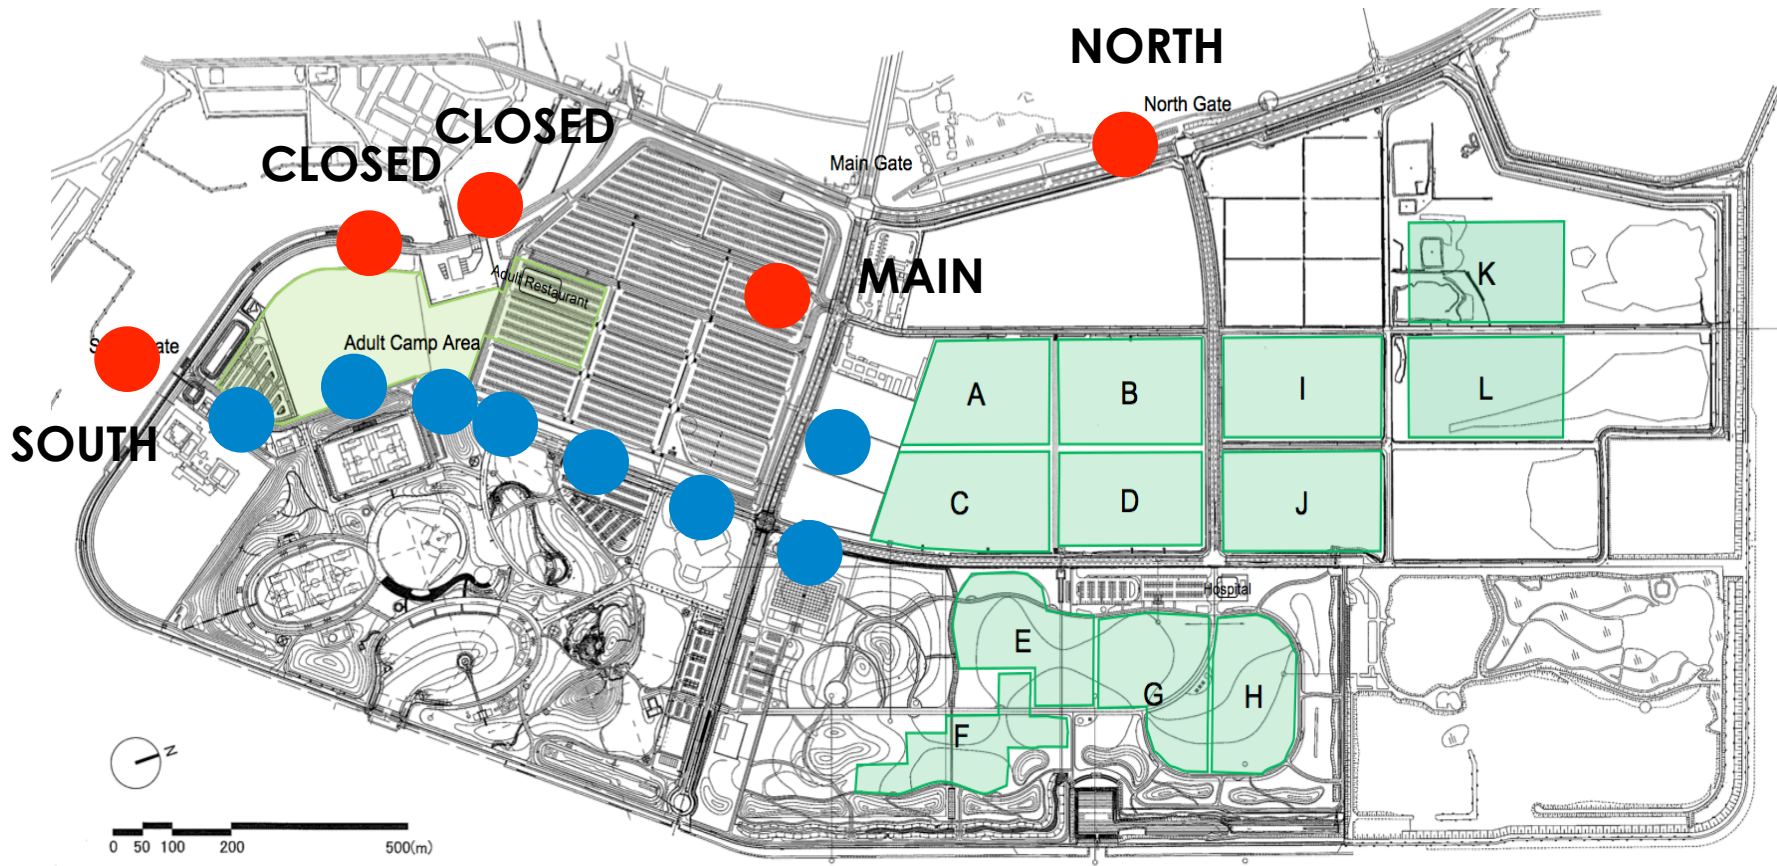 NORTH
North Gate
CLOSED
CLOSED
Main Gate
MAIN
K
Adult Restaurant
Adult Camp Area
SOUTH
A
B
I
L
C
D
J
Hospital
E
G
H
F
N
0 50 100 200 500(m)